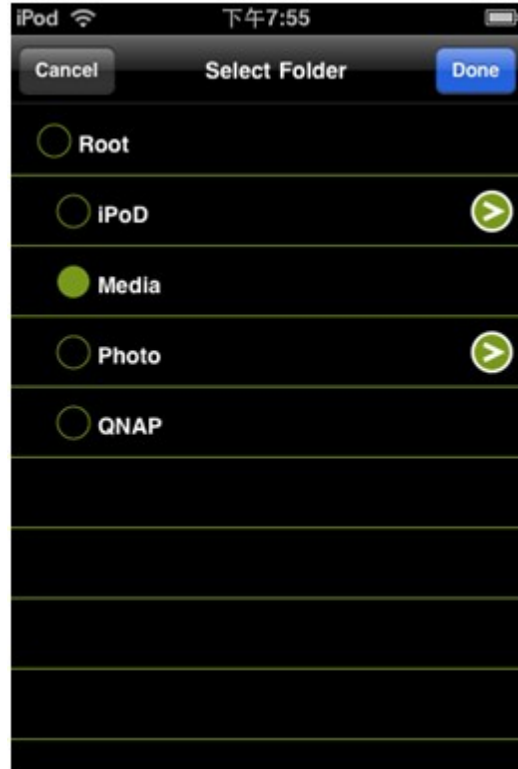 iPod 下午7:55
Cancel Select Folder Done
Root
iPoD
Media
Photo
QNAP